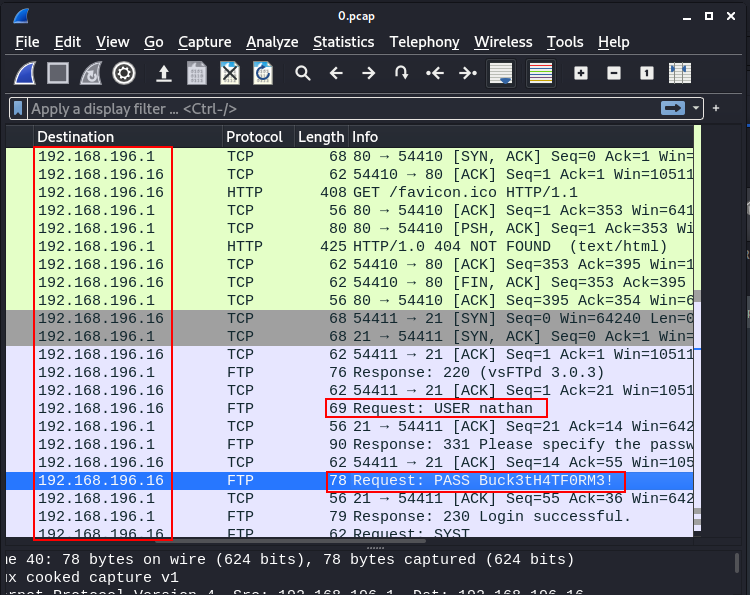 0.pcap
File Edit View Go Capture Analyze Statistics Telephony Wireless Tools Help
Apply a display filter … <Ctrl-/>
Destination Protocol Length Info
192.168.196.1 TCP 68 80 → 54410 [SYN, ACK] Seq=0 Ack=1 Win=
192.168.196.16 TCP 62 54410 → 80 [ACK] Seq=1 Ack=1 Win=10511
192.168.196.16 HTTP 408 GET /favicon.ico HTTP/1.1
192.168.196.1 TCP 56 80 → 54410 [ACK] Seq=1 Ack=353 Win=641
192.168.196.1 TCP 80 80 → 54410 [PSH, ACK] Seq=1 Ack=353 Wi
192.168.196.1 HTTP 425 HTTP/1.0 404 NOT FOUND (text/html)
192.168.196.16 TCP 62 54410 → 80 [ACK] Seq=353 Ack=395 Win=1
192.168.196.16 TCP 62 54410 → 80 [FIN, ACK] Seq=353 Ack=395
192.168.196.1 TCP 56 80 → 54410 [ACK] Seq=395 Ack=354 Win=6
192.168.196.16 TCP 68 54411 → 21 [SYN] Seq=0 Win=64240 Len=0
192.168.196.1 TCP 68 21 → 54411 [SYN, ACK] Seq=0 Ack=1 Win=
192.168.196.16 TCP 62 54411 → 21 [ACK] Seq=1 Ack=1 Win=10511
192.168.196.1 FTP 76 Response: 220 (vsFTPd 3.0.3)
192.168.196.16 TCP 62 54411 → 21 [ACK] Seq=1 Ack=21 Win=1051
192.168.196.16 FTP 69 Request: USER nathan
192.168.196.1 TCP 56 21 → 54411 [ACK] Seq=21 Ack=14 Win=642
192.168.196.1 FTP 90 Response: 331 Please specify the passw
192.168.196.16 TCP 62 54411 → 21 [ACK] Seq=14 Ack=55 Win=105
192.168.196.16 FTP 78 Request: PASS Buck3tH4TF0RM3!
192.168.196.1 TCP 56 21 → 54411 [ACK] Seq=55 Ack=36 Win=642
192.168.196.1 FTP 79 Response: 230 Login successful.
192.168.196.16 FTP 62 Request: SYST
me 40: 78 bytes on wire (624 bits), 78 bytes captured (624 bits)
ux cooked capture v1
ernet Protocol Version 4, Src: 192.168.196.1, Dst: 192.168.196.16